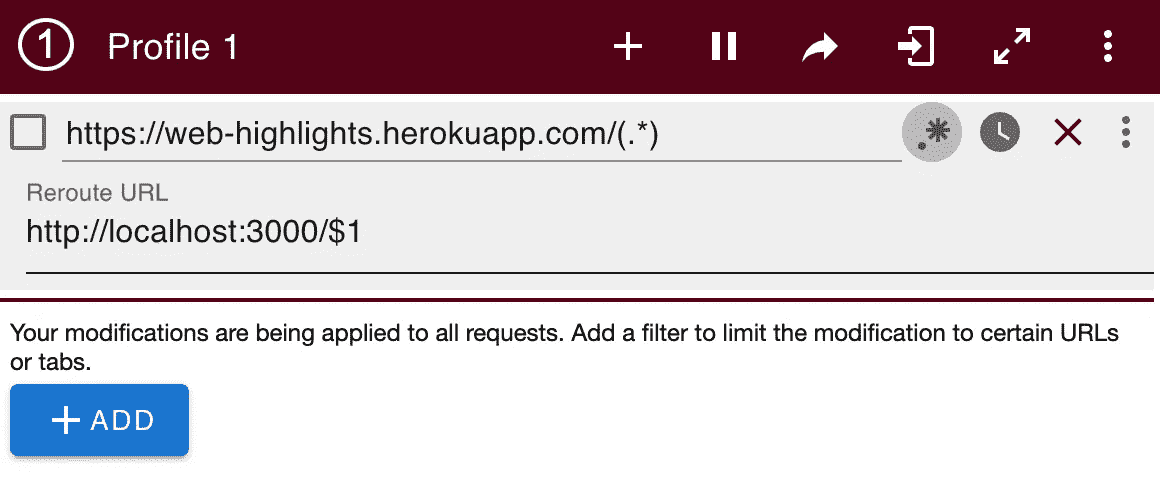 1 Profile 1
https://web-highlights.herokuapp.com/(.*)
.*
Reroute URL
http://localhost:3000/$1
Your modifications are being applied to all requests. Add a filter to limit the modification to certain URLs
or tabs.
+ ADD